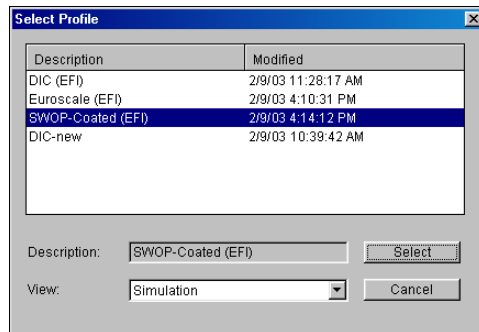 Select Profile
Description Modified
DIC (EFI) 2/9/03 11:28:17 AM
Euroscale (EFI) 2/9/03 4:10:31 PM
SWOP-Coated (EFI) 2/9/03 4:14:12 PM
DIC-new 2/9/03 10:39:42 AM
Description: SWOP-Coated (EFI) Select
View: Simulation Cancel